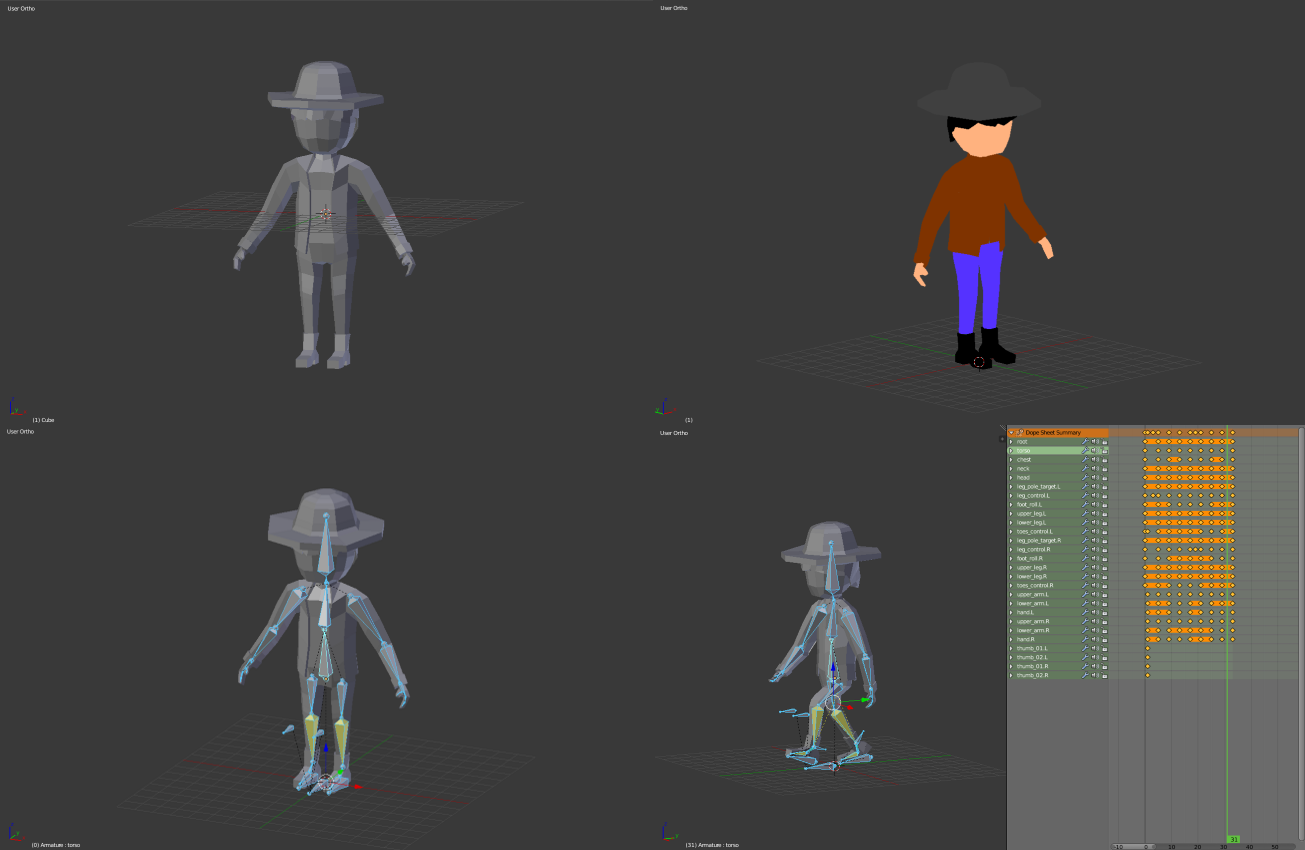 User Ortho
User Ortho
(1) Cube
(1)
User Ortho
User Ortho
Dope Sheet Summary
root
torso
chest
neck
head
leg_pole_target.L
leg_control.L
foot_roll.L
upper_leg.L
lower_leg.L
toes_control.L
leg_pole_target.R
leg_control.R
foot_roll.R
upper_leg.R
lower_leg.R
toes_control.R
upper_arm.L
lower_arm.L
hand.L
upper_arm.R
lower_arm.R
hand.R
thumb_01.L
thumb_02.L
thumb_01.R
thumb_02.R
31
(0) Armature : torso
(31) Armature : torso
-10 0 10 20 30 40 50